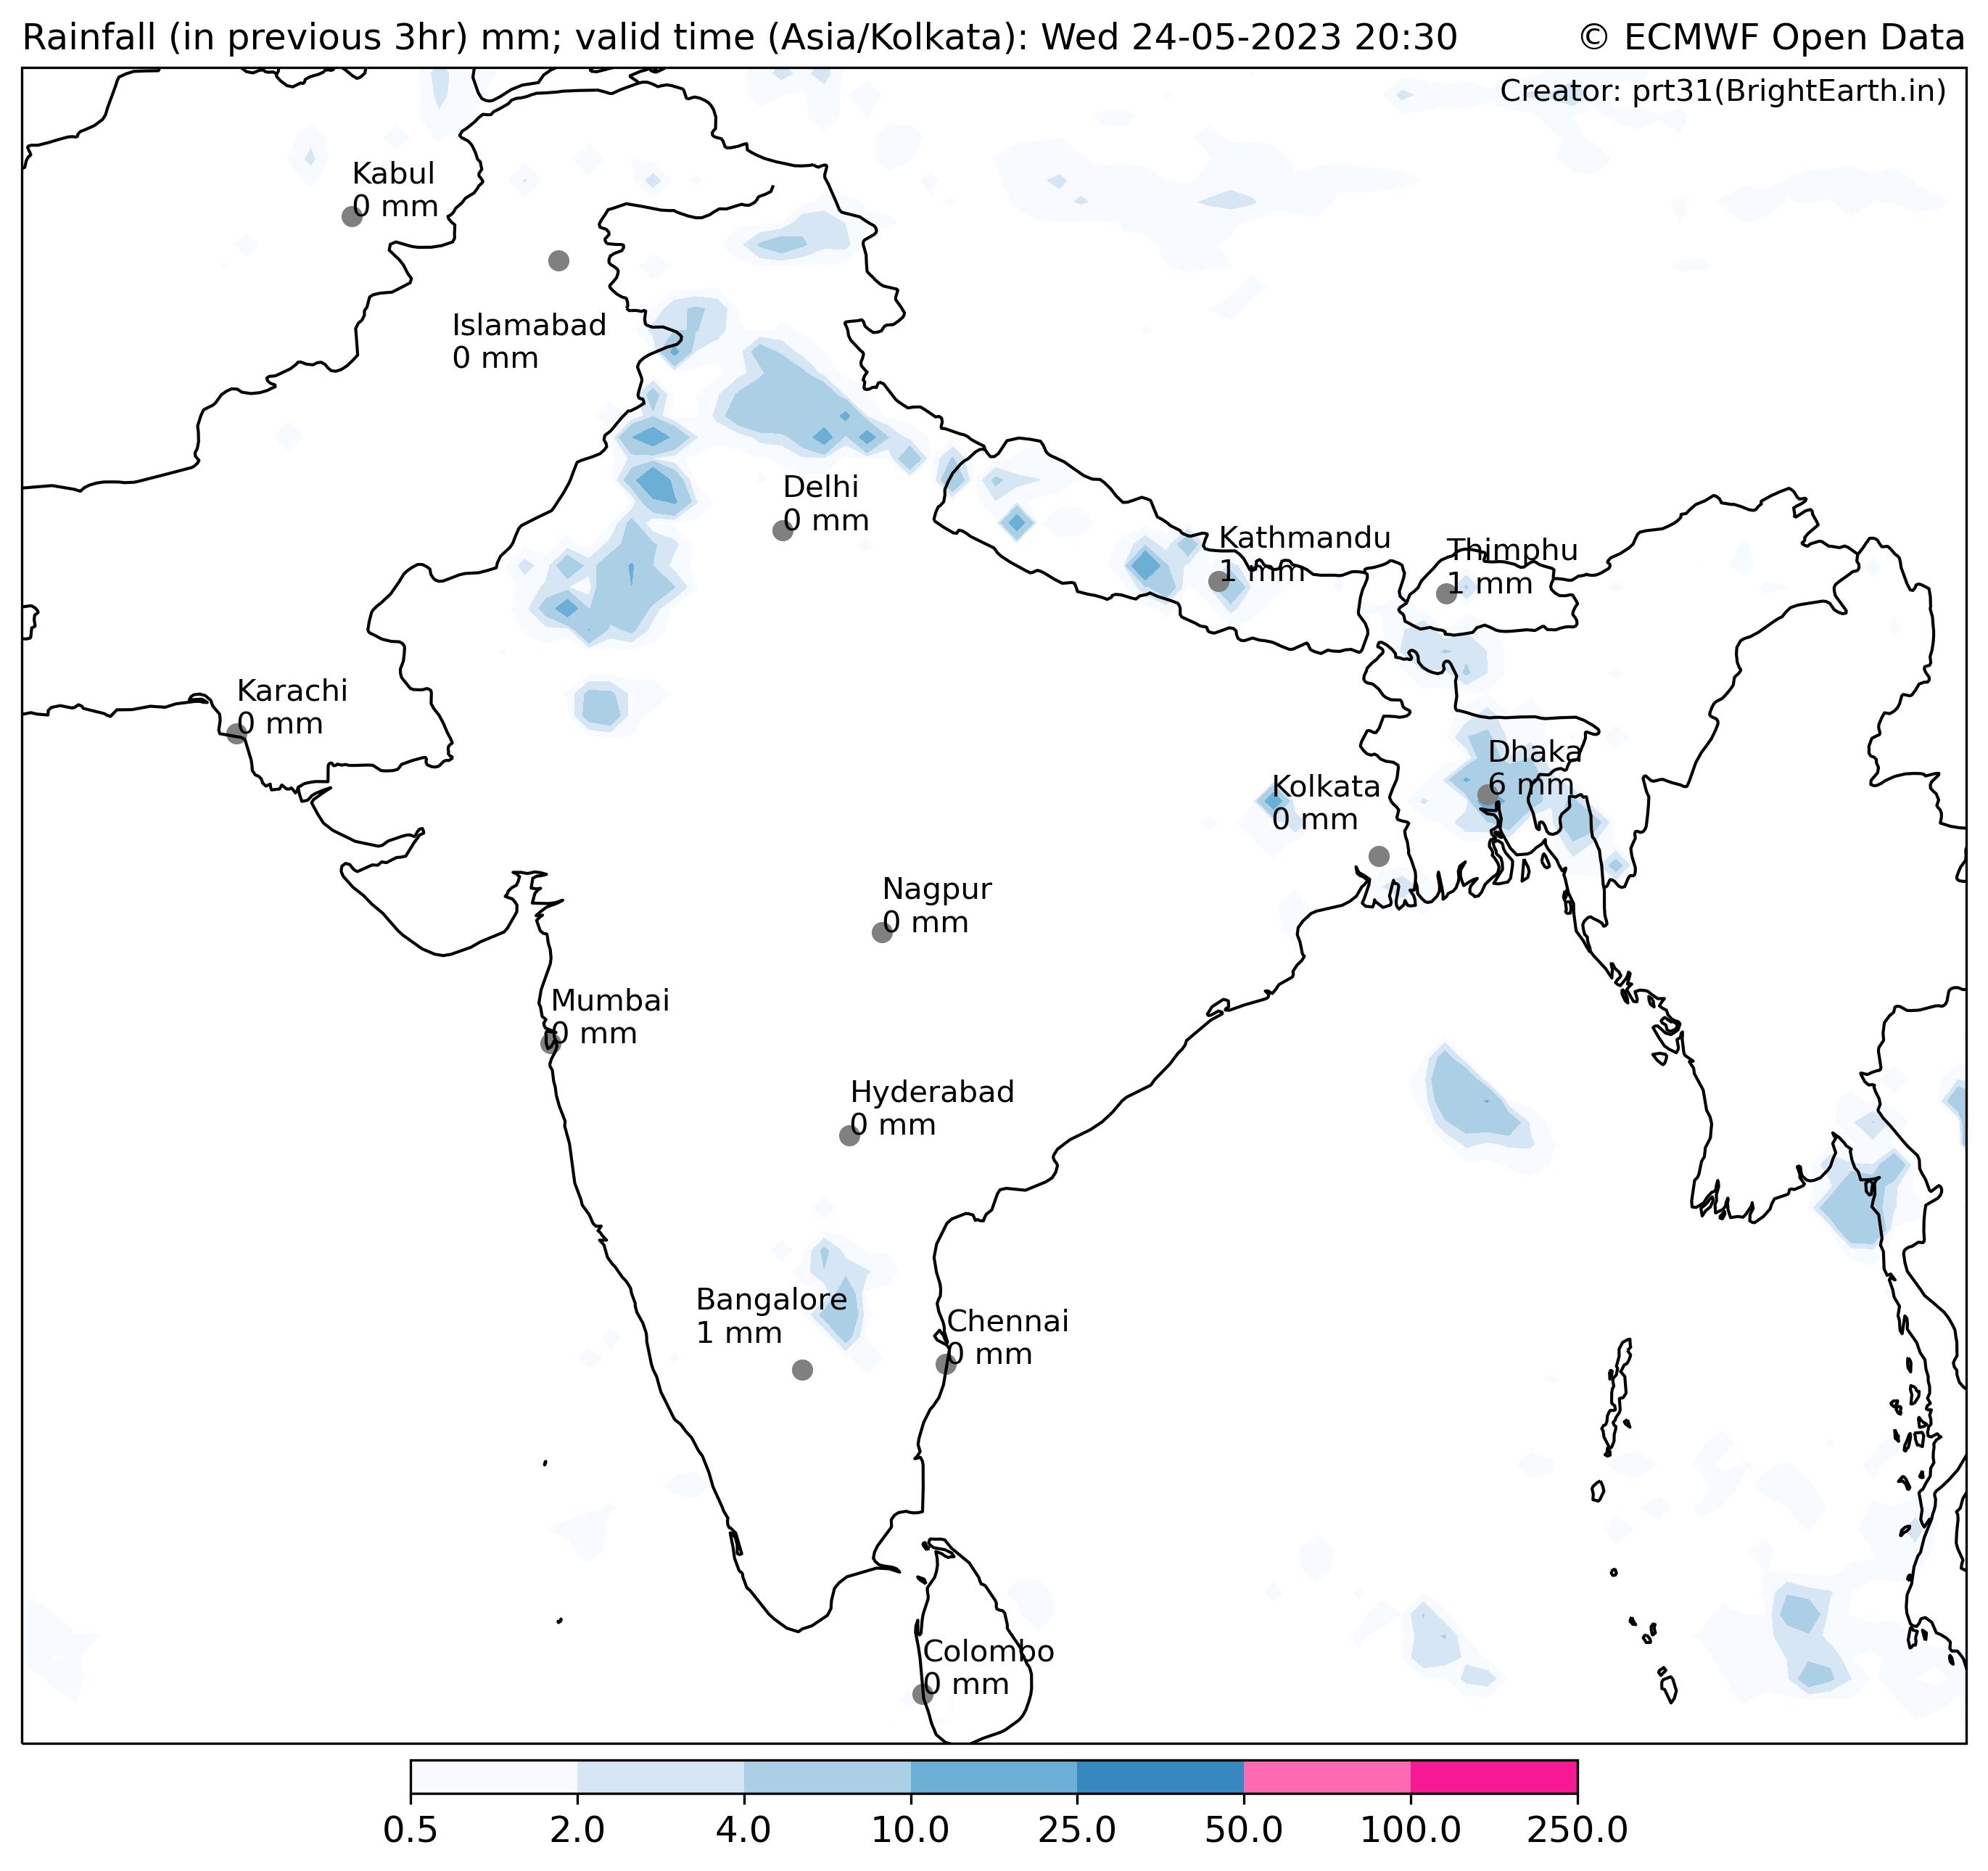 Rainfall (in previous 3hr) mm; valid time (Asia/Kolkata): Wed 24-05-2023 20:30
© ECMWF Open Data
Creator: prt31(BrightEarth.in)
Kabul
0 mm
Islamabad
0 mm
Delhi
0 mm
Kathmandu
1 mm
Thimphu
1 mm
Karachi
0 mm
Dhaka
6 mm
Kolkata
0 mm
Nagpur
0 mm
Mumbai
0 mm
Hyderabad
0 mm
Bangalore
1 mm
Chennai
0 mm
Colombo
0 mm
0.5 2.0 4.0 10.0 25.0 50.0 100.0 250.0